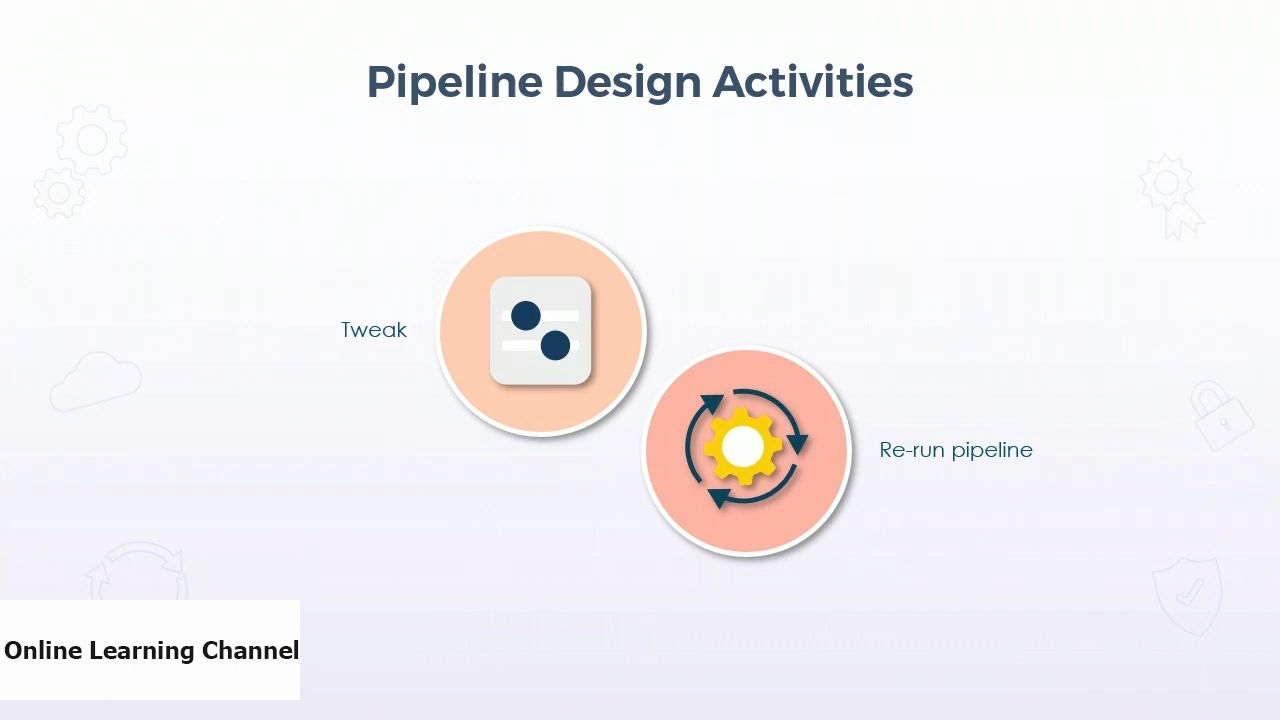 Pipeline Design Activities
Tweak
Re-run pipeline
Online Learning Channel